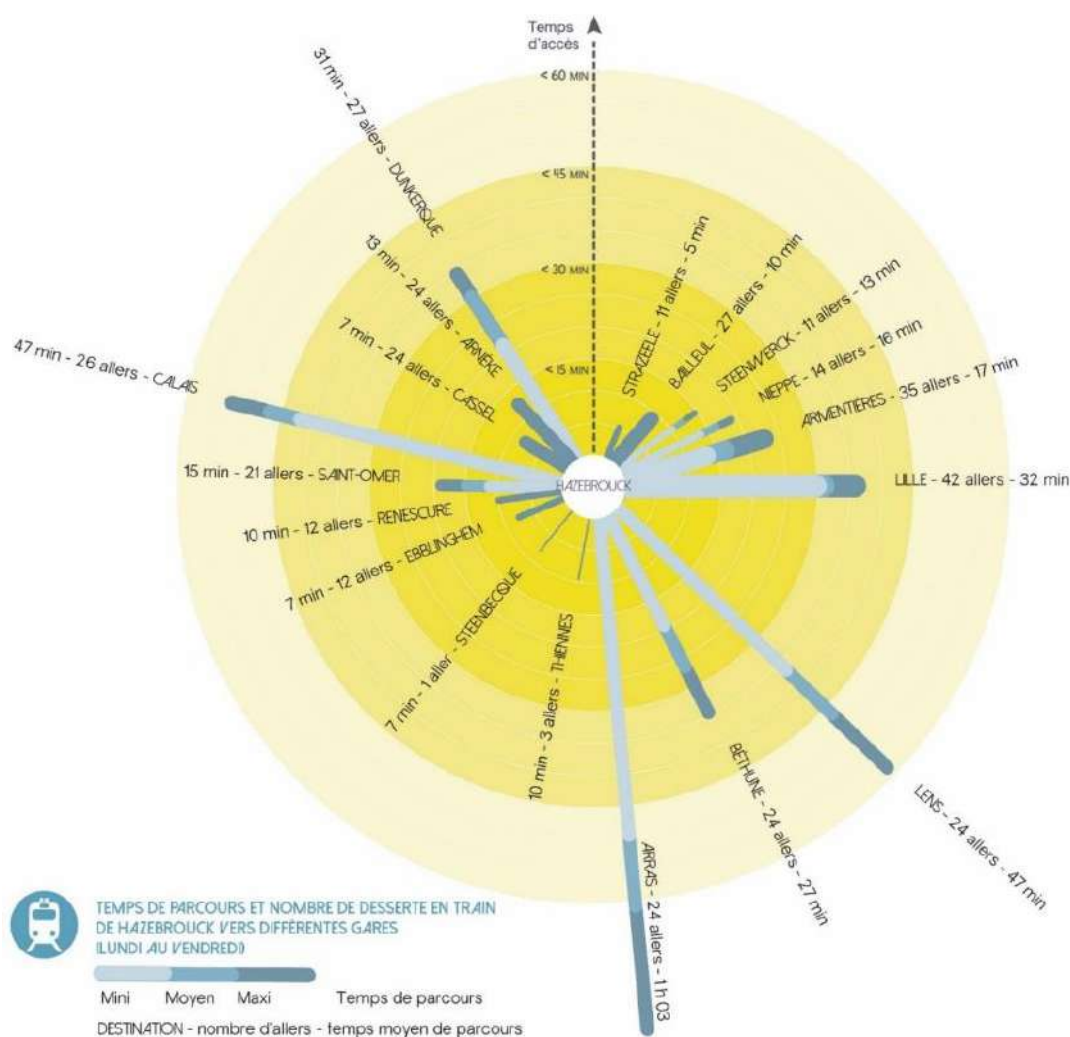 Temps
d'accès
< 60 MIN
< 45 MIN
< 30 MIN
< 15 MIN
31 min - 27 allers - DUNKERQUE
13 min - 24 allers - ARNÈKE
7 min - 24 allers - CASSEL
47 min - 26 allers - CALAIS
15 min - 21 allers - SAINT-OMER
10 min - 12 allers - RENESCURE
7 min - 12 allers - EBBLINGHEM
7 min - 1 aller - STEENBECQUE
10 min - 3 allers - THIENNES
HAZEBROUCK
STRAZEELE - 11 allers - 5 min
BAILLEUL - 27 allers - 10 min
STEENWERCK - 11 allers - 13 min
NIEPPE - 14 allers - 16 min
ARMENTIÈRES - 35 allers - 17 min
LILLE - 42 allers - 32 min
LENS - 24 allers - 47 min
BÉTHUNE - 24 allers - 27 min
ARRAS - 24 allers - 1 h 03
TEMPS DE PARCOURS ET NOMBRE DE DESSERTE EN TRAIN
DE HAZEBROUCK VERS DIFFÉRENTES GARES
(LUNDI AU VENDREDI)
Mini Moyen Maxi Temps de parcours
DESTINATION - nombre d'allers - temps moyen de parcours